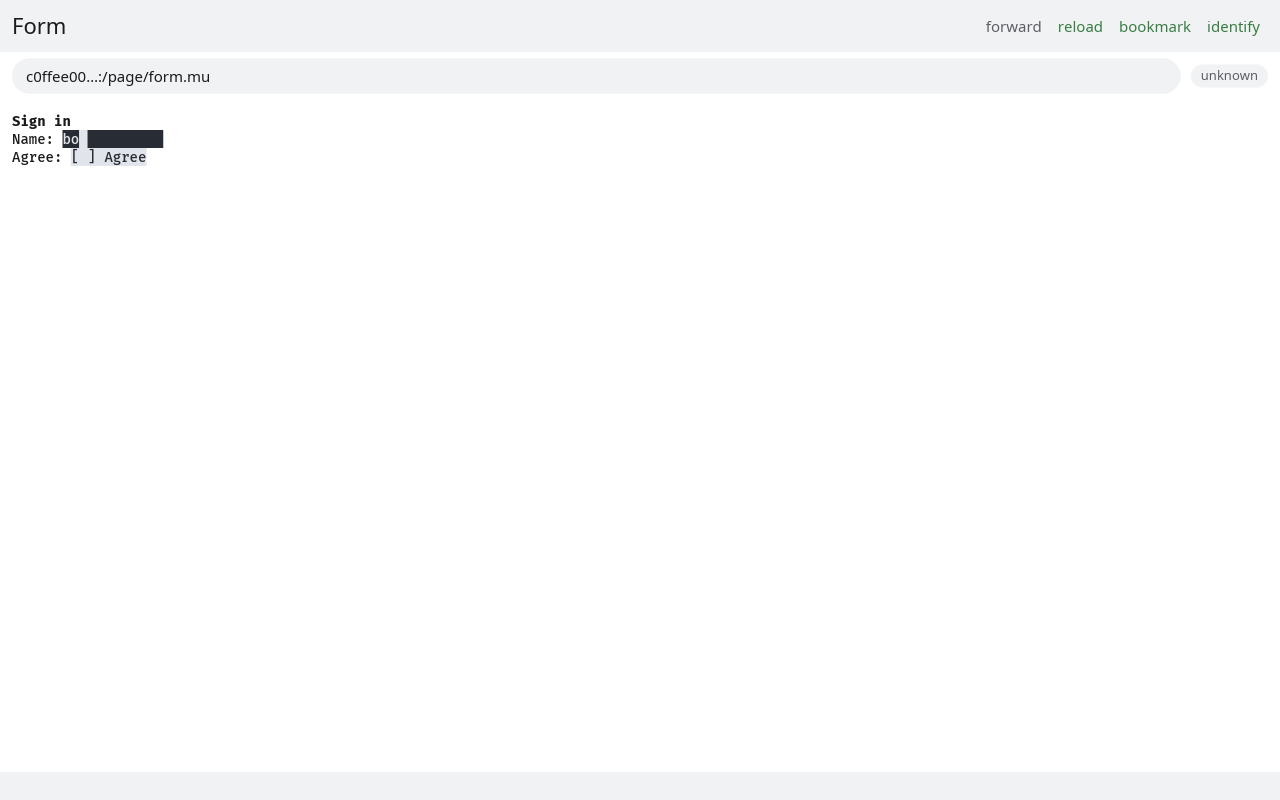 Form
forward reload bookmark identify
c0ffee00...:/page/form.mu
unknown
Sign in
Name: bo
Agree: [ ] Agree